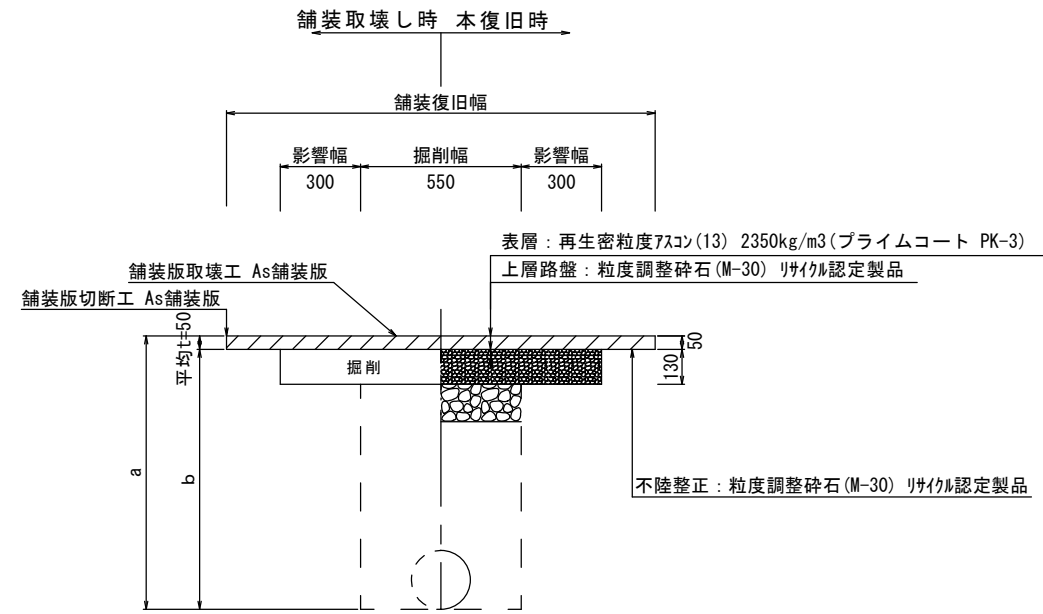 舗装取壊し時 本復旧時
舗装復旧幅
影響幅 掘削幅 影響幅
300 550 300
表層:再生密粒度アスコン(13) 2350kg/m3(プライムコート PK-3)
舗装版取壊工 As舗装版
上層路盤:粒度調整砕石(M-30) リサイクル認定製品
舗装版切断工 As舗装版
平均t=50
50
掘削
130
a
b
不陸整正:粒度調整砕石(M-30) リサイクル認定製品